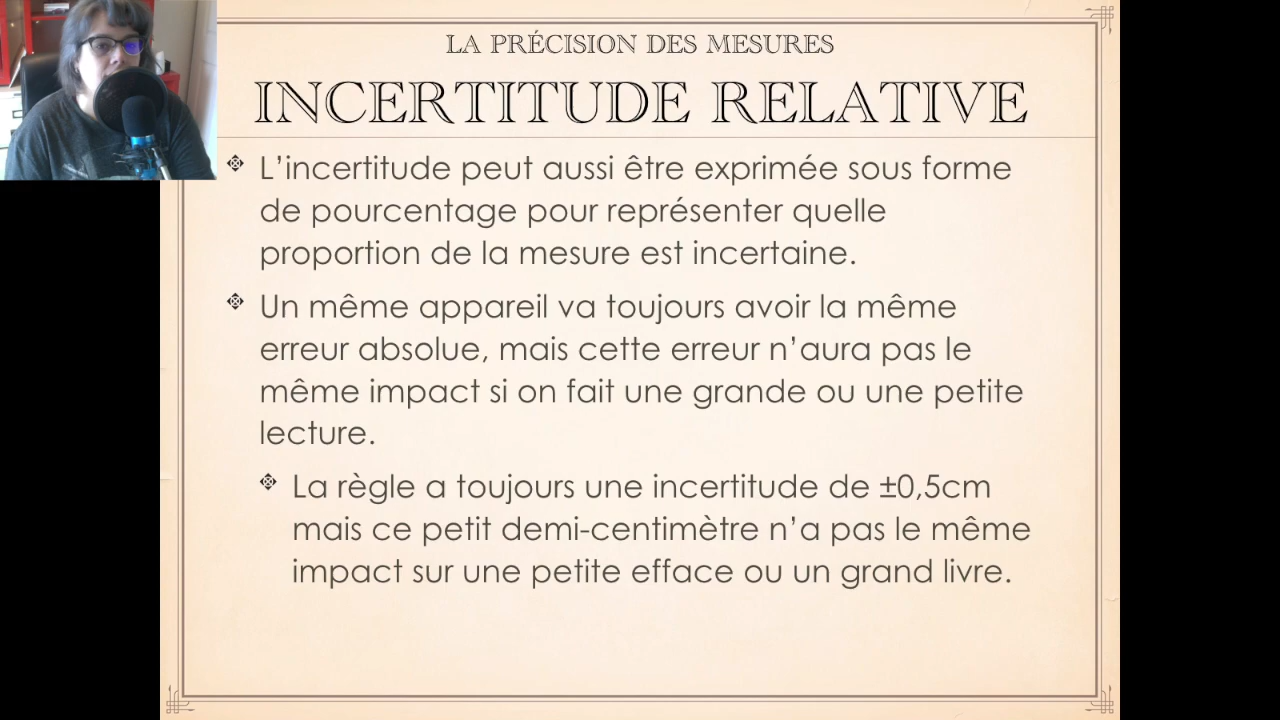 LA PRÉCISION DES MESURES
INCERTITUDE RELATIVE
L’incertitude peut aussi être exprimée sous forme
de pourcentage pour représenter quelle
proportion de la mesure est incertaine.
Un même appareil va toujours avoir la même
erreur absolue, mais cette erreur n’aura pas le
même impact si on fait une grande ou une petite
lecture.
La règle a toujours une incertitude de ±0,5cm
mais ce petit demi-centimètre n’a pas le même
impact sur une petite efface ou un grand livre.